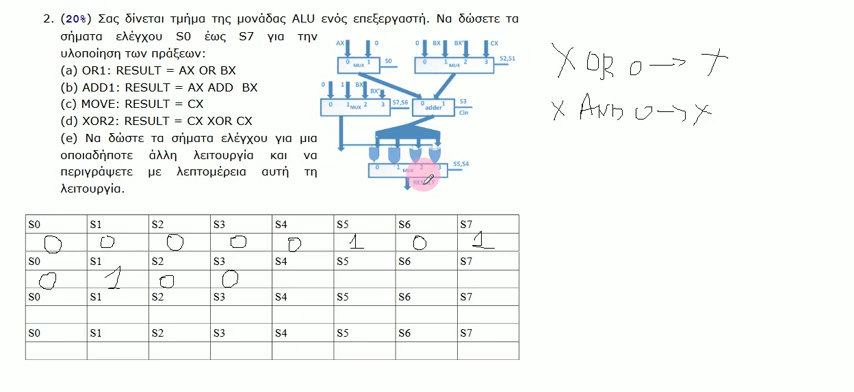 2. (20%) Σας δίνεται τμήμα της μονάδας ALU ενός επεξεργαστή. Να δώσετε τα
σήματα ελέγχου S0 έως S7 για την
υλοποίηση των πράξεων:
(a) OR1: RESULT = AX OR BX
(b) ADD1: RESULT = AX ADD BX
(c) MOVE: RESULT = CX
(d) XOR2: RESULT = CX XOR CX
(e) Να δώστε τα σήματα ελέγχου για μια
οποιαδήποτε άλλη λειτουργία και να
περιγράψετε με λεπτομέρεια αυτή τη
λειτουργία.
AX 0 0 BX BX' CX
0 1 MUX S0 0 1 MUX 2 3 S2,S1
0 1 BX BX'
0 1 MUX 2 3 S7,S6 0 1 adder S3 Cin
0 1 MUX 2 3 S5,S4
RESULT
X OR 0 → X
X AND 0 → X
S0 S1 S2 S3 S4 S5 S6 S7
0 0 0 0 0 1 0 1
S0 S1 S2 S3 S4 S5 S6 S7
0 1 0 0
S0 S1 S2 S3 S4 S5 S6 S7
S0 S1 S2 S3 S4 S5 S6 S7